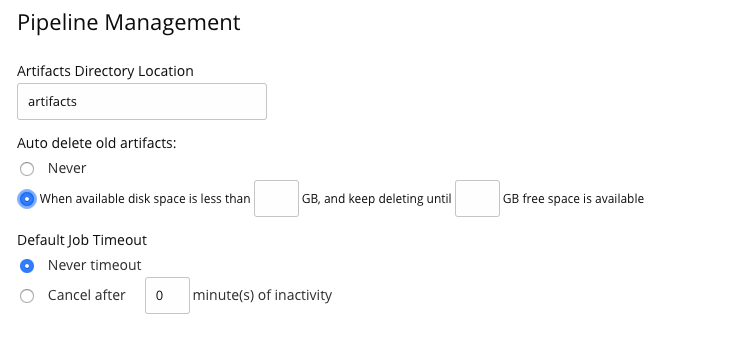 Pipeline Management
Artifacts Directory Location
artifacts
Auto delete old artifacts:
Never
When available disk space is less than GB, and keep deleting until GB free space is available
Default Job Timeout
Never timeout
Cancel after 0 minute(s) of inactivity